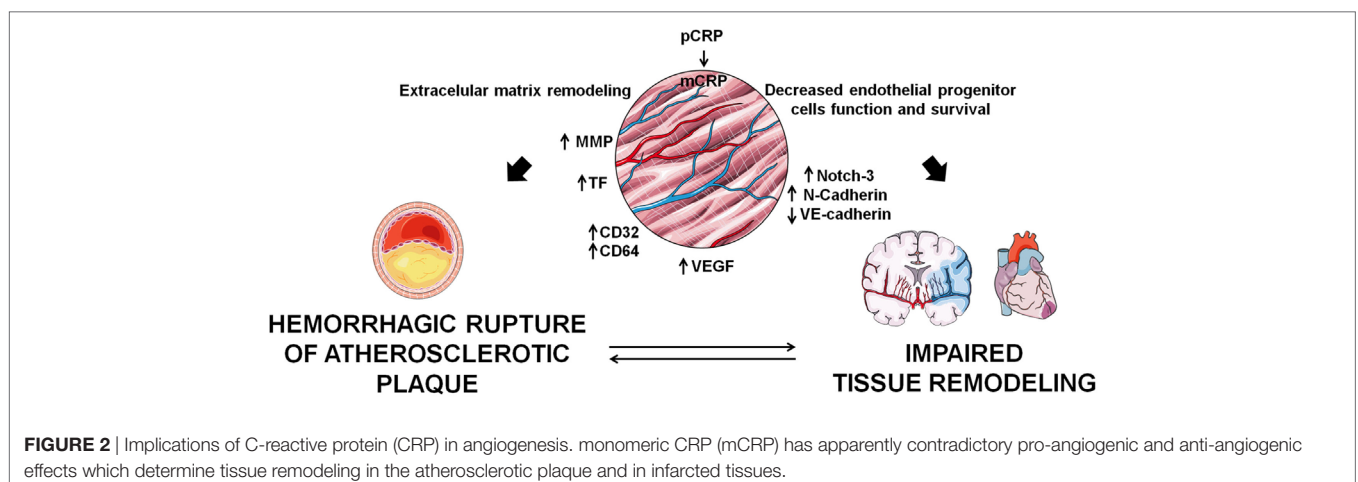 pCRP
↓
mCRP
Extracelular matrix remodeling
Decreased endothelial progenitor
cells function and survival
↑ MMP
↑TF
↑CD32
↑CD64
↑ VEGF
↑Notch-3
↑ N-Cadherin
↓ VE-cadherin
HEMORRHAGIC RUPTURE
OF ATHEROSCLEROTIC
PLAQUE
IMPAIRED
TISSUE REMODELING
FIGURE 2 | Implications of C-reactive protein (CRP) in angiogenesis. monomeric CRP (mCRP) has apparently contradictory pro-angiogenic and anti-angiogenic
effects which determine tissue remodeling in the atherosclerotic plaque and in infarcted tissues.